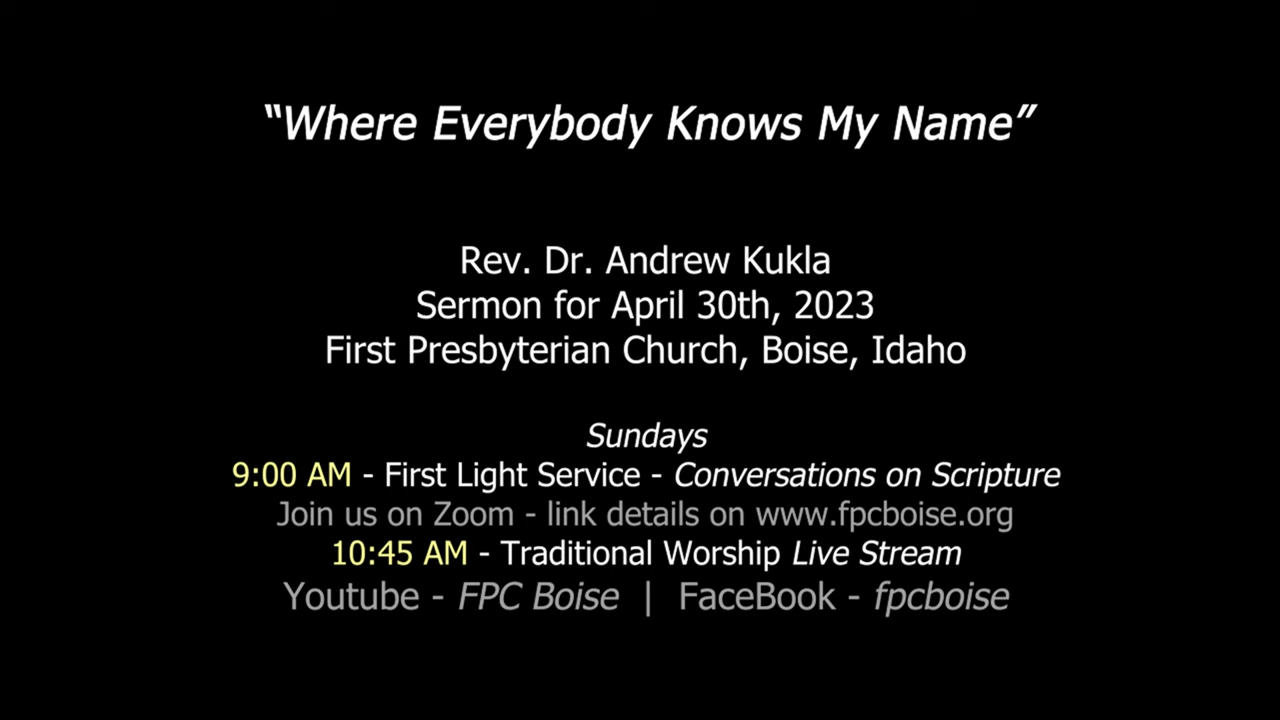 “Where Everybody Knows My Name”
Rev. Dr. Andrew Kukla
Sermon for April 30th, 2023
First Presbyterian Church, Boise, Idaho
Sundays
9:00 AM - First Light Service - Conversations on Scripture
Join us on Zoom - link details on www.fpcboise.org
10:45 AM - Traditional Worship Live Stream
Youtube - FPC Boise | FaceBook - fpcboise